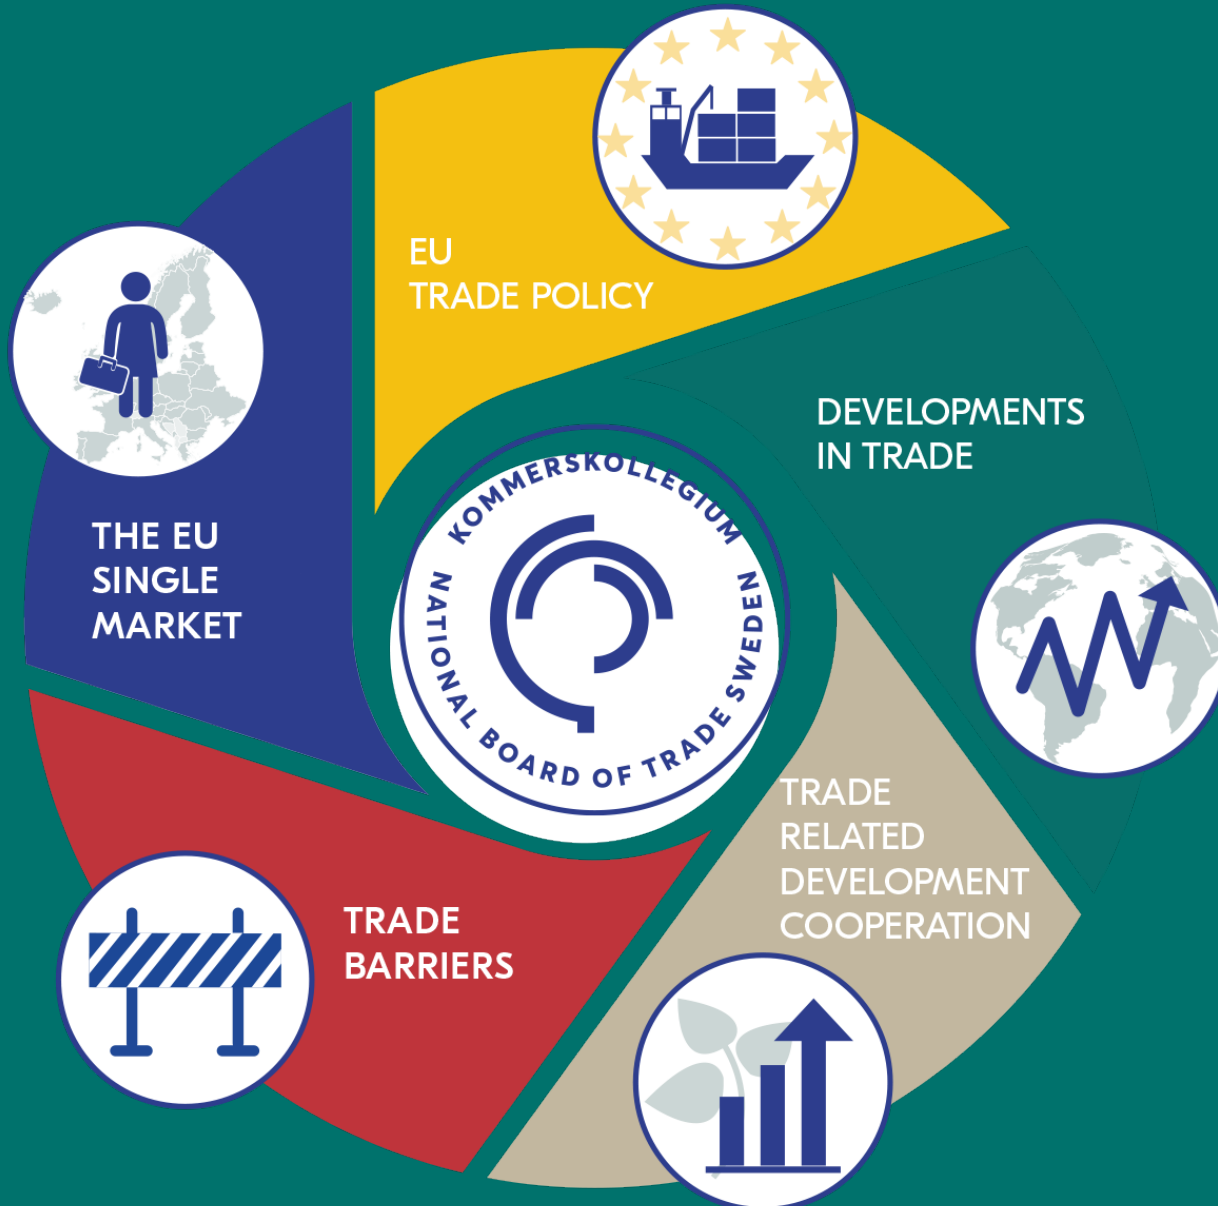 EU
TRADE POLICY
DEVELOPMENTS
IN TRADE
THE EU
SINGLE
MARKET
KOMMERSKOLLEGIUM
NATIONAL BOARD OF TRADE SWEDEN
TRADE
RELATED
DEVELOPMENT
COOPERATION
TRADE
BARRIERS